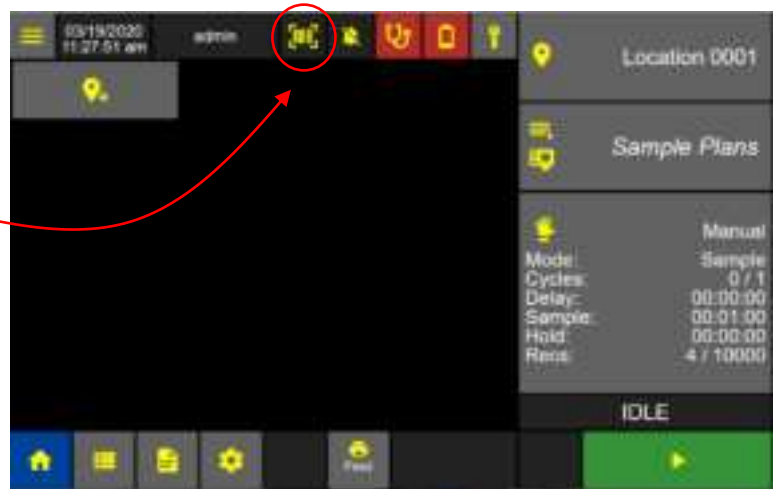 03/19/2020
11:27:51 am
admin
Location 0001
Sample Plans
Manual
Mode: Sample
Cycles: 0 / 1
Delay: 00:00:00
Sample: 00:01:00
Hold: 00:00:00
Recs: 4 / 10000
IDLE